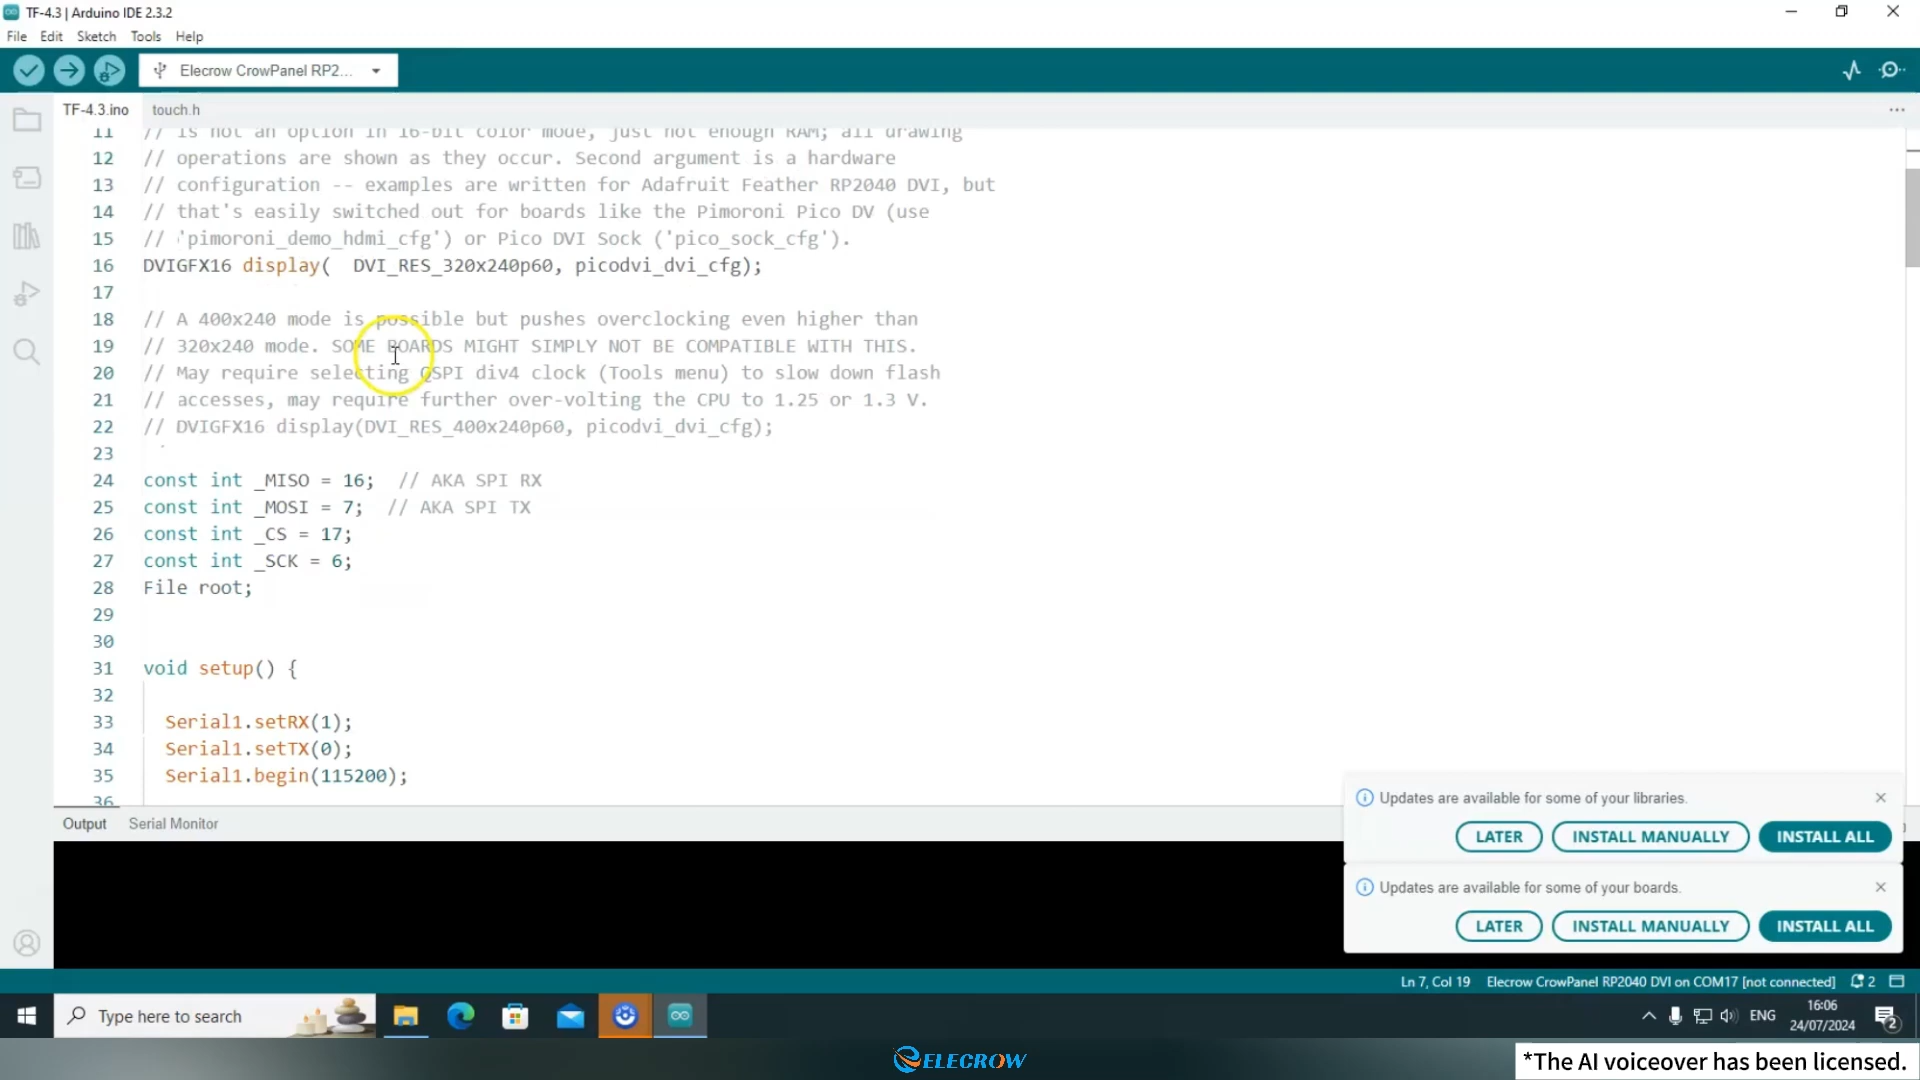 TF-4.3 | Arduino IDE 2.3.2
File Edit Sketch Tools Help
Elecrow CrowPanel RP2...
TF-4.3.ino touch.h
11 // is not an option in 16-bit color mode, just not enough RAM; all drawing
12 // operations are shown as they occur. Second argument is a hardware
13 // configuration -- examples are written for Adafruit Feather RP2040 DVI, but
14 // that's easily switched out for boards like the Pimoroni Pico DV (use
15 // 'pimoroni_demo_hdmi_cfg') or Pico DVI Sock ('pico_sock_cfg').
16 DVIGFX16 display(  DVI_RES_320x240p60, picodvi_dvi_cfg);
17
18 // A 400x240 mode is possible but pushes overclocking even higher than
19 // 320x240 mode. SOME BOARDS MIGHT SIMPLY NOT BE COMPATIBLE WITH THIS.
20 // May require selecting QSPI div4 clock (Tools menu) to slow down flash
21 // accesses, may require further over-volting the CPU to 1.25 or 1.3 V.
22 // DVIGFX16 display(DVI_RES_400x240p60, picodvi_dvi_cfg);
23
24 const int _MISO = 16;  // AKA SPI RX
25 const int _MOSI = 7;  // AKA SPI TX
26 const int _CS = 17;
27 const int _SCK = 6;
28 File root;
29
30
31 void setup() {
32
33 Serial1.setRX(1);
34 Serial1.setTX(0);
35 Serial1.begin(115200);
36
Output Serial Monitor
Updates are available for some of your libraries.
LATER INSTALL MANUALLY INSTALL ALL
Updates are available for some of your boards.
LATER INSTALL MANUALLY INSTALL ALL
Ln 7, Col 19 Elecrow CrowPanel RP2040 DVI on COM17 [not connected] 2
Type here to search
ENG
16:06
24/07/2024
2
ELECROW
*The AI voiceover has been licensed.